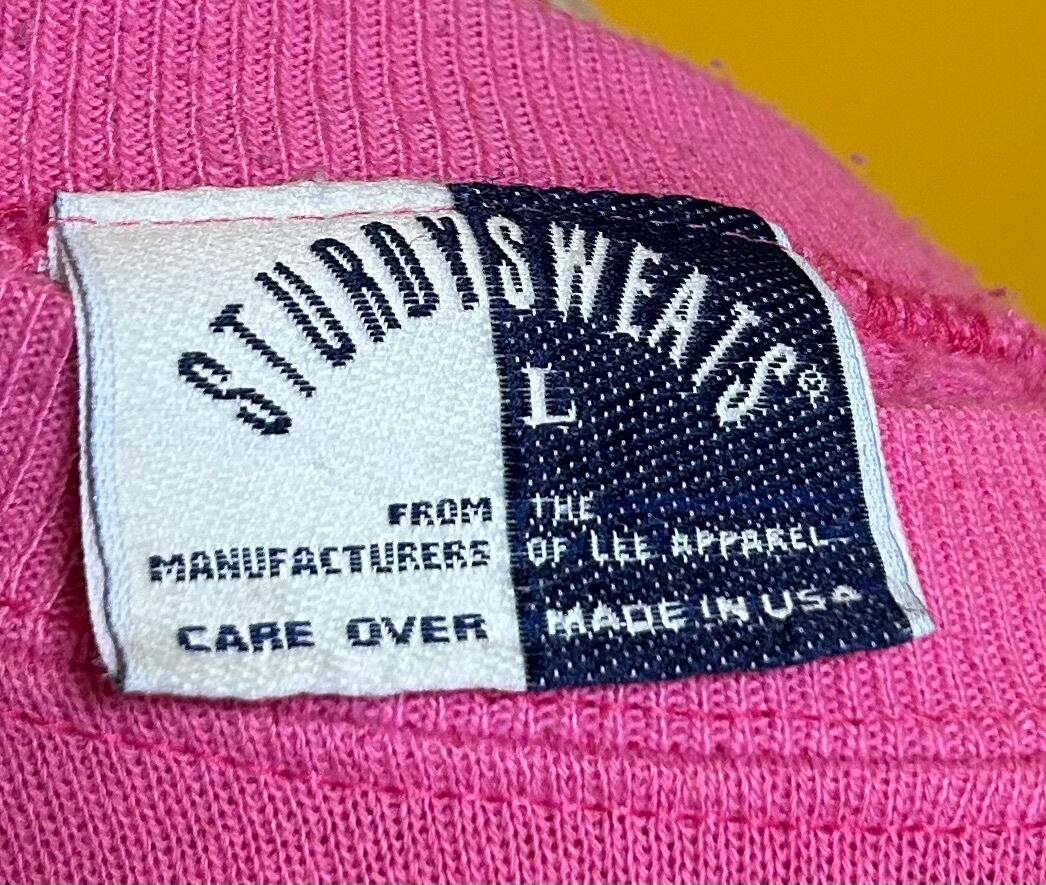 STURDYSWEATS®
L
FROM THE
MANUFACTURERS OF LEE APPAREL
CARE OVER MADE IN USA